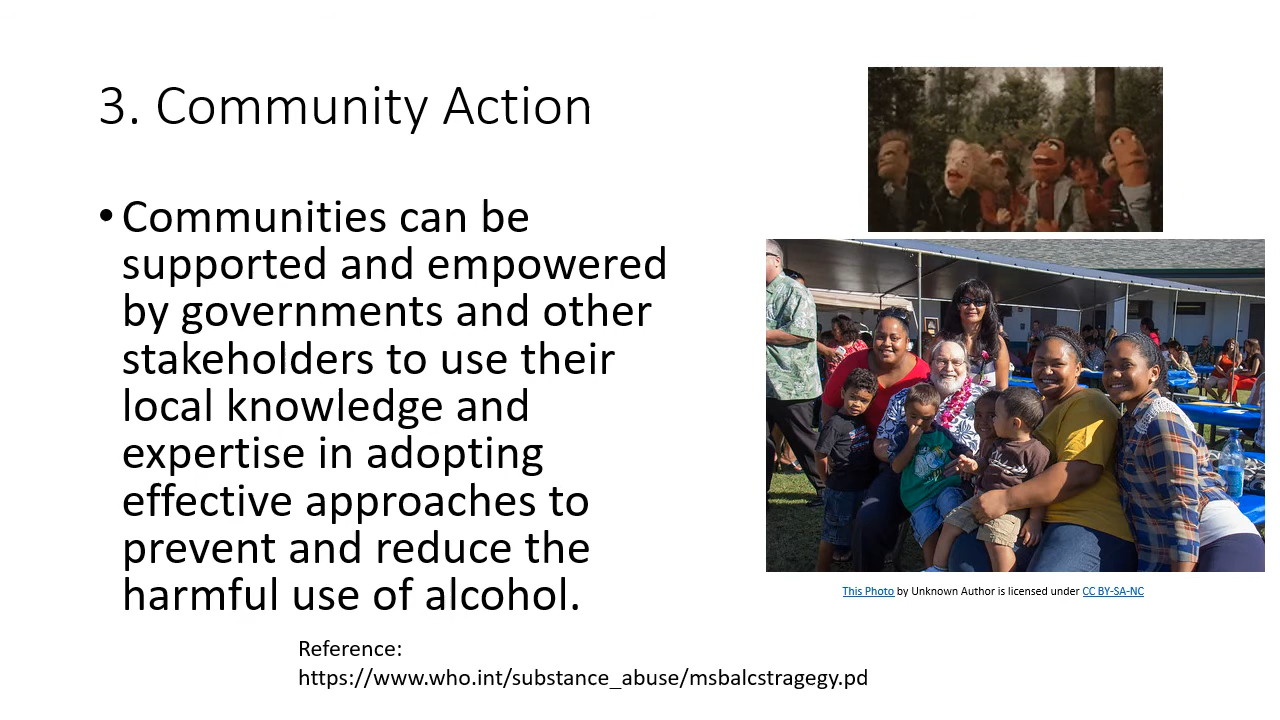 3. Community Action
• Communities can be
supported and empowered
by governments and other
stakeholders to use their
local knowledge and
expertise in adopting
effective approaches to
prevent and reduce the
harmful use of alcohol.
This Photo by Unknown Author is licensed under CC BY-SA-NC
Reference:
https://www.who.int/substance_abuse/msbalcstragegy.pd